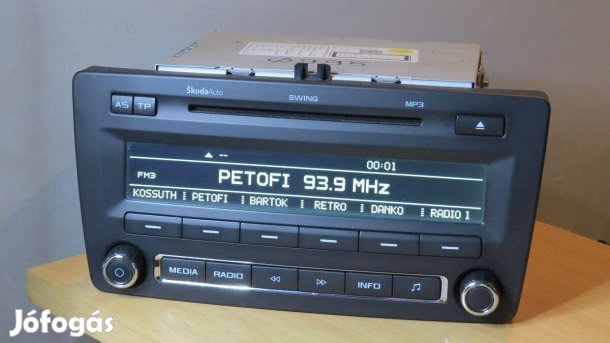 ŠkodaAuto SWING MP3
AS TP
-- 00:01
FM3 PETOFI 93.9 MHz
KOSSUTH PETOFI BARTOK RETRO DANKO RADIO 1
MEDIA RADIO INFO
Jófogás